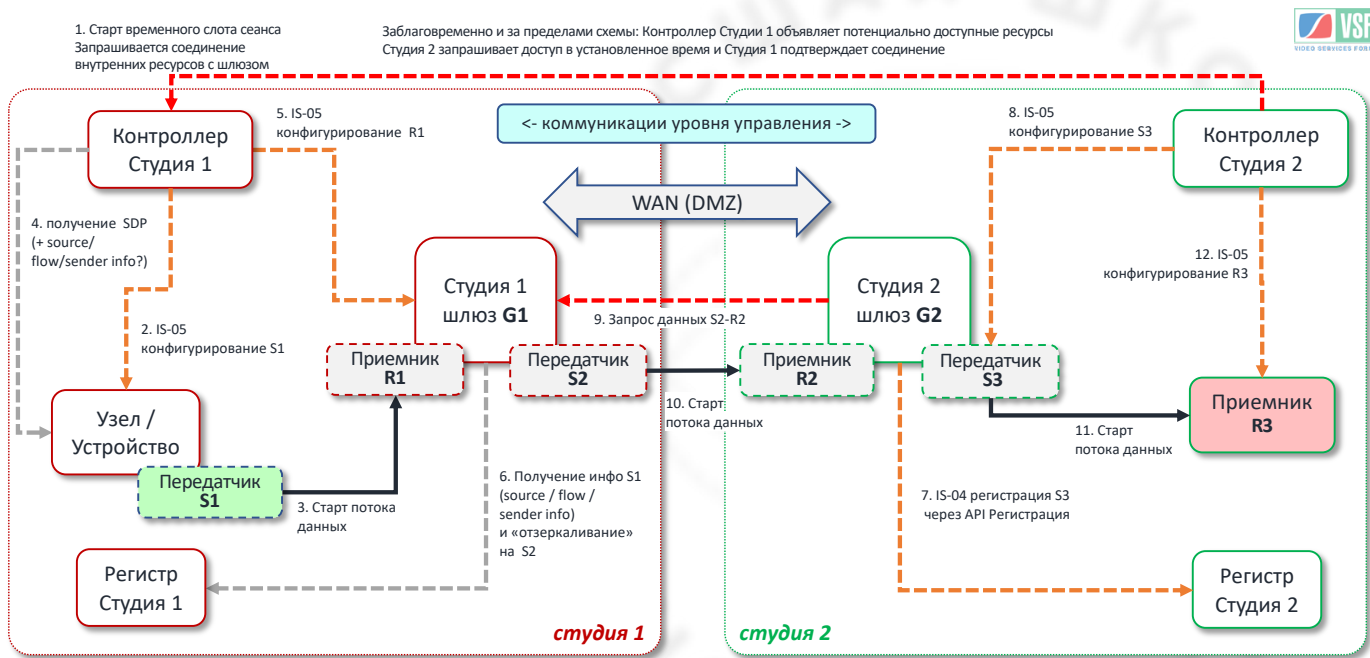 1. Старт временного слота сеанса
Запрашивается соединение
внутренних ресурсов с шлюзом
Заблаговременно и за пределами схемы: Контроллер Студии 1 объявляет потенциально доступные ресурсы
Студия 2 запрашивает доступ в установленное время и Студия 1 подтверждает соединение
5. IS-05
конфигурирование R1
<- коммуникации уровня управления ->
8. IS-05
конфигурирование S3
Контроллер
Студия 1
Контроллер
Студия 2
WAN (DMZ)
4. получение SDP
(+ source/
flow/sender info?)
12. IS-05
конфигурирование R3
Студия 1
шлюз G1
Студия 2
шлюз G2
9. Запрос данных S2-R2
2. IS-05
конфигурирование S1
Приемник
R1
Передатчик
S2
Приемник
R2
Передатчик
S3
10. Старт
потока данных
Узел /
Устройство
Приемник
R3
11. Старт
потока данных
Передатчик
S1
3. Старт потока
данных
6. Получение инфо S1
(source / flow /
sender info)
и «отзеркаливание»
на S2
7. IS-04 регистрация S3
через API Регистрация
Регистр
Студия 1
Регистр
Студия 2
студия 1
студия 2